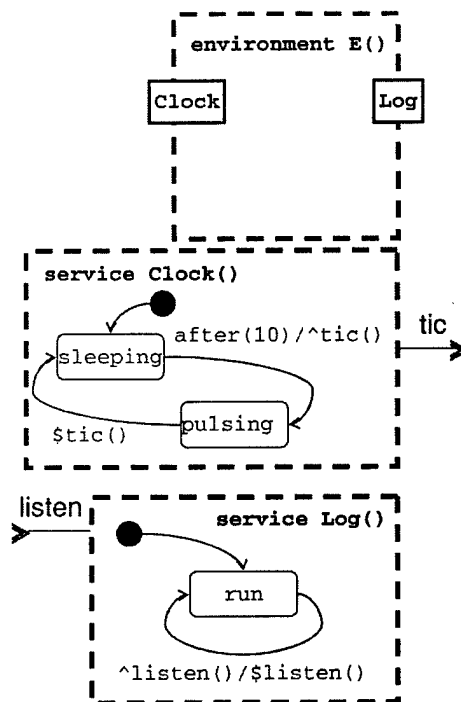 environment E()
Clock
Log
service Clock()
after(10)/^tic()
tic
sleeping
pulsing
$tic()
listen
service Log()
run
^listen()/$listen()